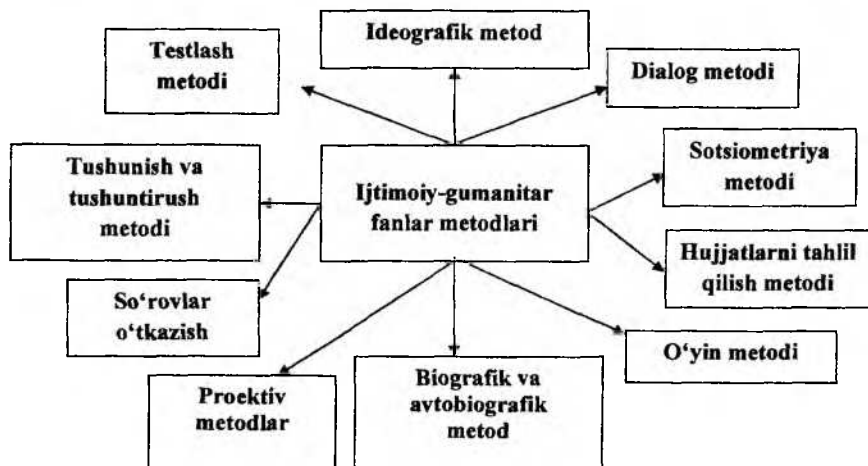 Ideografik metod
Testlash
metodi
Dialog metodi
Sotsiometriya
metodi
Tushunish va
tushuntirush
metodi
Ijtimoiy-gumanitar
fanlar metodlari
Hujjatlarni tahlil
qilish metodi
So‘rovlar
o‘tkazish
O‘yin metodi
Proektiv
metodlar
Biografik va
avtobiografik
metod